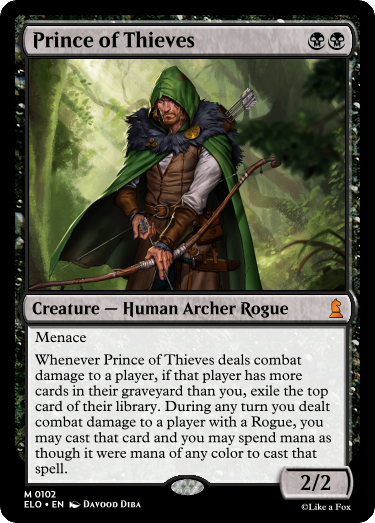 Prince of Thieves
Creature — Human Archer Rogue
Menace
Whenever Prince of Thieves deals combat
damage to a player, if that player has more
cards in their graveyard than you, exile the top
card of their library. During any turn you dealt
combat damage to a player with a Rogue, you
may cast that card and you may spend mana as
though it were mana of any color to cast that
spell.
2/2
M 0102
ELO • EN Davood Diba
©Like a Fox